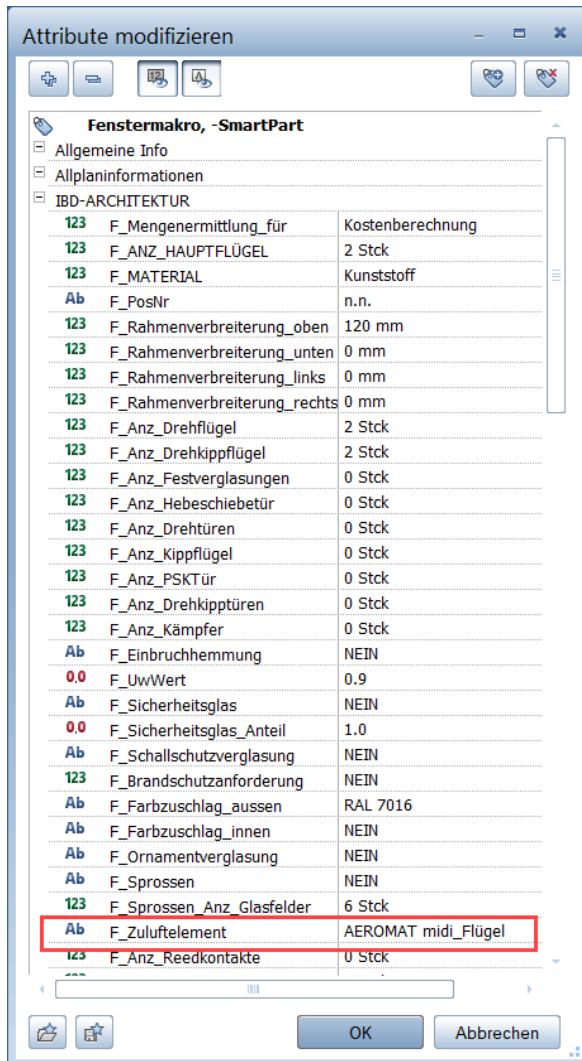 Attribute modifizieren
Fenstermakro, -SmartPart
Allgemeine Info
Allplaninformationen
IBD-ARCHITEKTUR
123 F_Mengenermittlung_für Kostenberechnung
123 F_ANZ_HAUPTFLÜGEL 2 Stck
123 F_MATERIAL Kunststoff
Ab F_PosNr n.n.
123 F_Rahmenverbreiterung_oben 120 mm
123 F_Rahmenverbreiterung_unten 0 mm
123 F_Rahmenverbreiterung_links 0 mm
123 F_Rahmenverbreiterung_rechts 0 mm
123 F_Anz_Drehflügel 2 Stck
123 F_Anz_Drehkippflügel 2 Stck
123 F_Anz_Festverglasungen 0 Stck
123 F_Anz_Hebeschiebetür 0 Stck
123 F_Anz_Drehtüren 0 Stck
123 F_Anz_Kippflügel 0 Stck
123 F_Anz_PSKTür 0 Stck
123 F_Anz_Drehkipptüren 0 Stck
123 F_Anz_Kämpfer 0 Stck
Ab F_Einbruchhemmung NEIN
0,0 F_UwWert 0.9
Ab F_Sicherheitsglas NEIN
0,0 F_Sicherheitsglas_Anteil 1.0
Ab F_Schallschutzverglasung NEIN
123 F_Brandschutzanforderung NEIN
Ab F_Farbzuschlag_aussen RAL 7016
Ab F_Farbzuschlag_innen NEIN
Ab F_Ornamentverglasung NEIN
Ab F_Sprossen NEIN
123 F_Sprossen_Anz_Glasfelder 6 Stck
Ab F_Zuluftelement AEROMAT midi_Flügel
123 F_Anz_Reedkontakte 0 Stck
OK Abbrechen